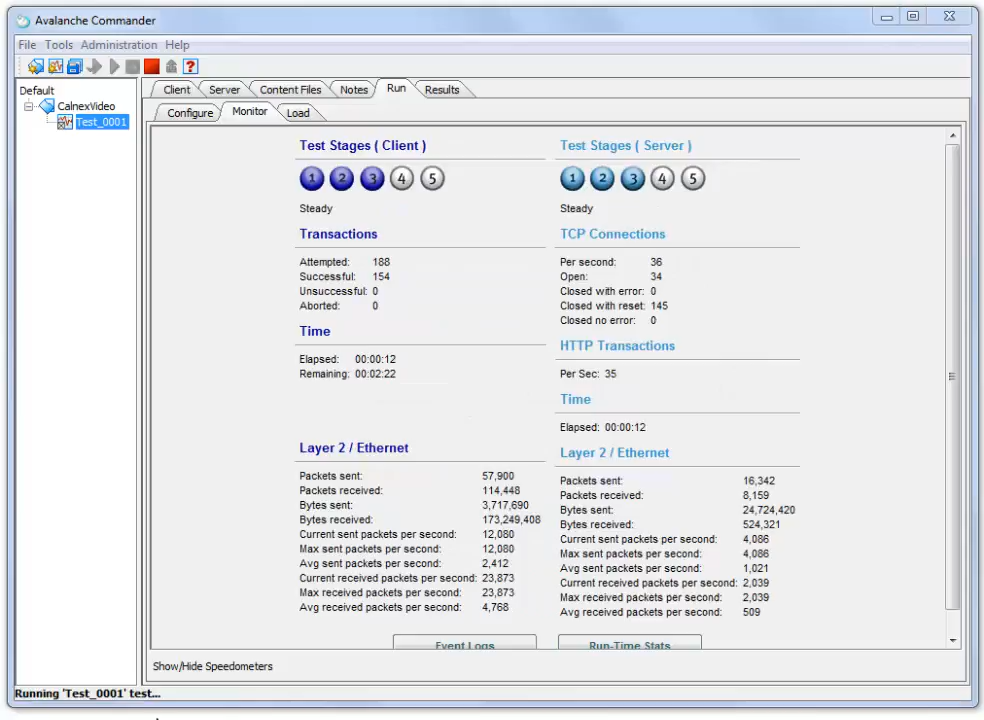 Avalanche Commander
File Tools Administration Help
Default
CalnexVideo
Test_0001
Client Server Content Files Notes Run Results
Configure Monitor Load
Test Stages ( Client )
1 2 3 4 5
Steady
Transactions
Attempted: 188
Successful: 154
Unsuccessful: 0
Aborted: 0
Time
Elapsed: 00:00:12
Remaining: 00:02:22
Layer 2 / Ethernet
Packets sent: 57,900
Packets received: 114,448
Bytes sent: 3,717,690
Bytes received: 173,249,408
Current sent packets per second: 12,080
Max sent packets per second: 12,080
Avg sent packets per second: 2,412
Current received packets per second: 23,873
Max received packets per second: 23,873
Avg received packets per second: 4,768
Event Logs
Test Stages ( Server )
1 2 3 4 5
Steady
TCP Connections
Per second: 36
Open: 34
Closed with error: 0
Closed with reset: 145
Closed no error: 0
HTTP Transactions
Per Sec: 35
Time
Elapsed: 00:00:12
Layer 2 / Ethernet
Packets sent: 16,342
Packets received: 8,159
Bytes sent: 24,724,420
Bytes received: 524,321
Current sent packets per second: 4,086
Max sent packets per second: 4,086
Avg sent packets per second: 1,021
Current received packets per second: 2,039
Max received packets per second: 2,039
Avg received packets per second: 509
Run-Time Stats
Show/Hide Speedometers
Running 'Test_0001' test...